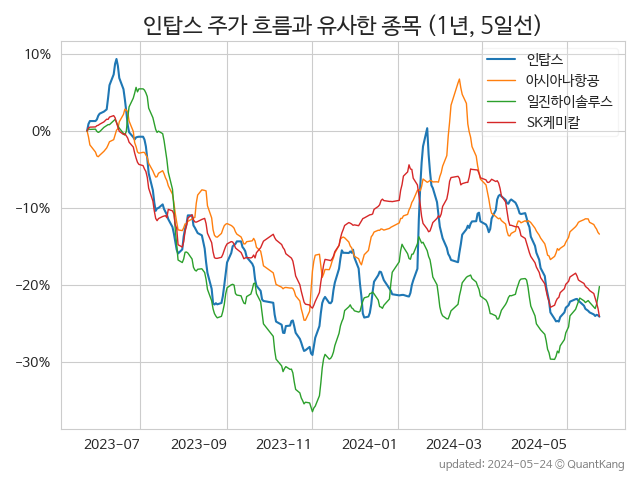 인탑스 주가 흐름과 유사한 종목 (1년, 5일선)
인탑스
아시아나항공
일진하이솔루스
SK케미칼
10%
0%
−10%
−20%
−30%
2023−07
2023−09
2023−11
2024−01
2024−03
2024−05
updated: 2024-05-24 © QuantKang